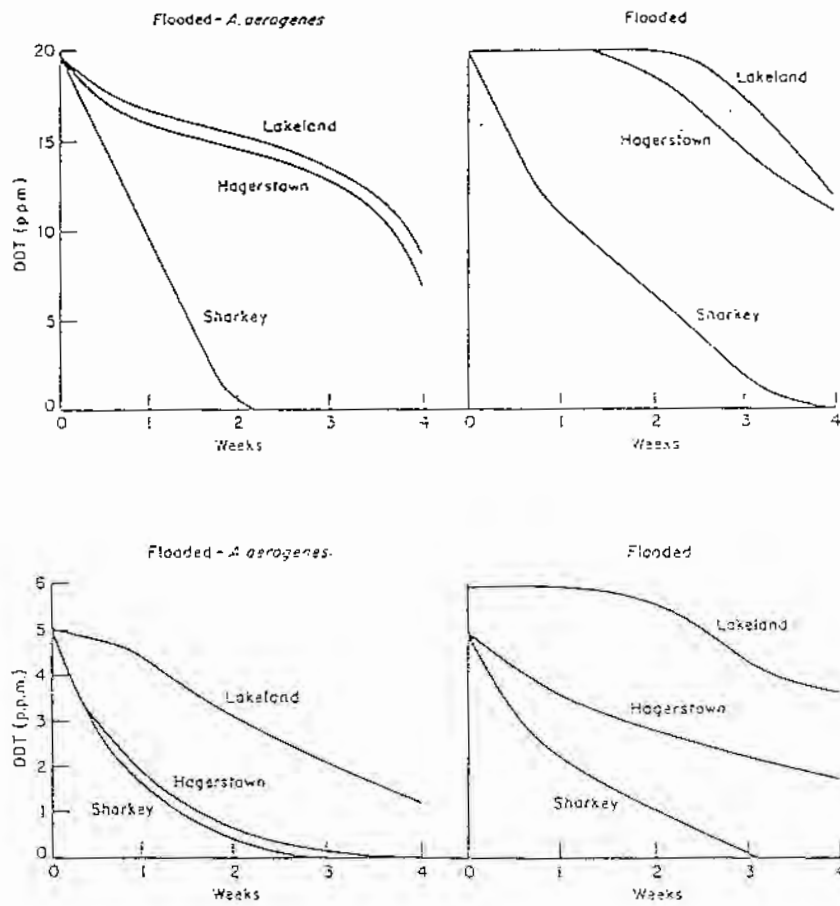 Flooded - A. aerogenes
Flooded
20
15
10
5
0
DDT (p.p.m.)
Lakeland
Hagerstown
Sharkey
0 1 2 3 4
Weeks
Lakeland
Hagerstown
Sharkey
0 1 2 3 4
Weeks
Flooded - A. aerogenes.
Flooded
6
5
4
3
2
1
0
DDT (p.p.m.)
Lakeland
Hagerstown
Sharkey
0 1 2 3 4
Weeks
Lakeland
Hagerstown
Sharkey
0 1 2 3 4
Weeks